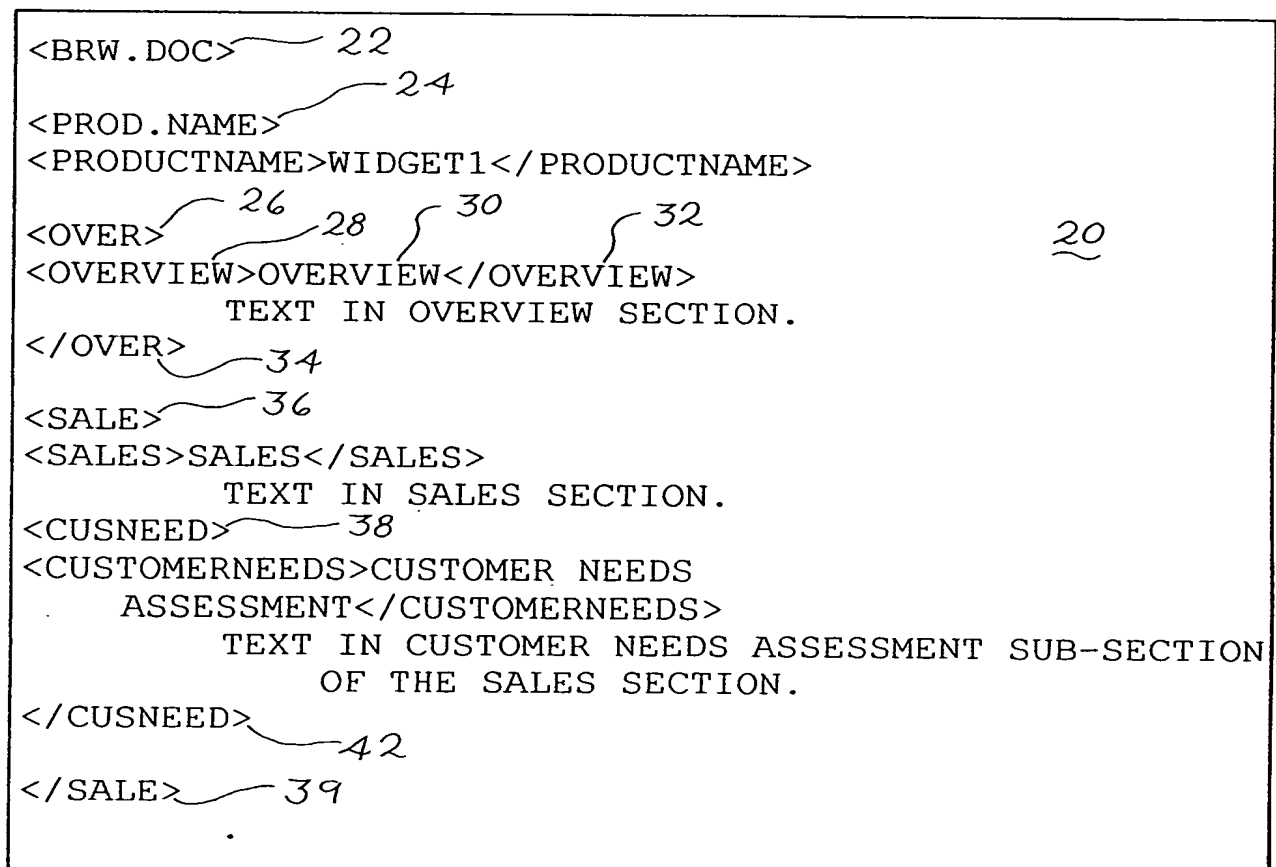 <BRW.DOC> 22
24
<PROD.NAME>
<PRODUCTNAME>WIDGET1</PRODUCTNAME>
26 30 32
<OVER> 28 20
<OVERVIEW>OVERVIEW</OVERVIEW>
TEXT IN OVERVIEW SECTION.
</OVER> 34
<SALE> 36
<SALES>SALES</SALES>
TEXT IN SALES SECTION.
<CUSNEED> 38
<CUSTOMERNEEDS>CUSTOMER NEEDS
ASSESSMENT</CUSTOMERNEEDS>
TEXT IN CUSTOMER NEEDS ASSESSMENT SUB-SECTION
OF THE SALES SECTION.
</CUSNEED>
42
</SALE> 39
.